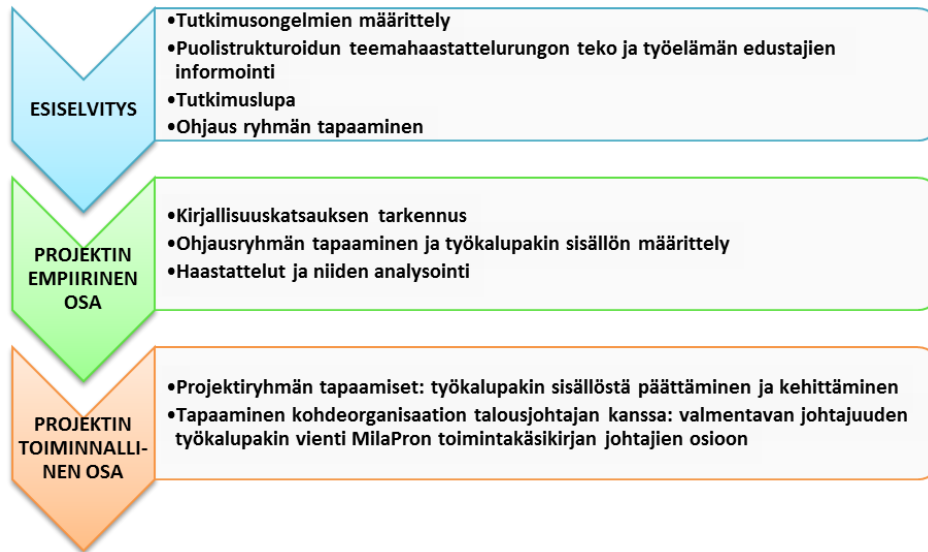 ESISELVITYS
•Tutkimusongelmien määrittely
•Puolistrukturoidun teemahaastattelurungon teko ja työelämän edustajien
informointi
•Tutkimuslupa
•Ohjaus ryhmän tapaaminen
PROJEKTIN
EMPIIRINEN
OSA
•Kirjallisuuskatsauksen tarkennus
•Ohjausryhmän tapaaminen ja työkalupakin sisällön määrittely
•Haastattelut ja niiden analysointi
PROJEKTIN
TOIMINNALLI-
NEN OSA
•Projektiryhmän tapaamiset: työkalupakin sisällöstä päättäminen ja kehittäminen
•Tapaaminen kohdeorganisaation talousjohtajan kanssa: valmentavan johtajuuden
työkalupakin vienti MilaPron toimintakäsikirjan johtajien osioon